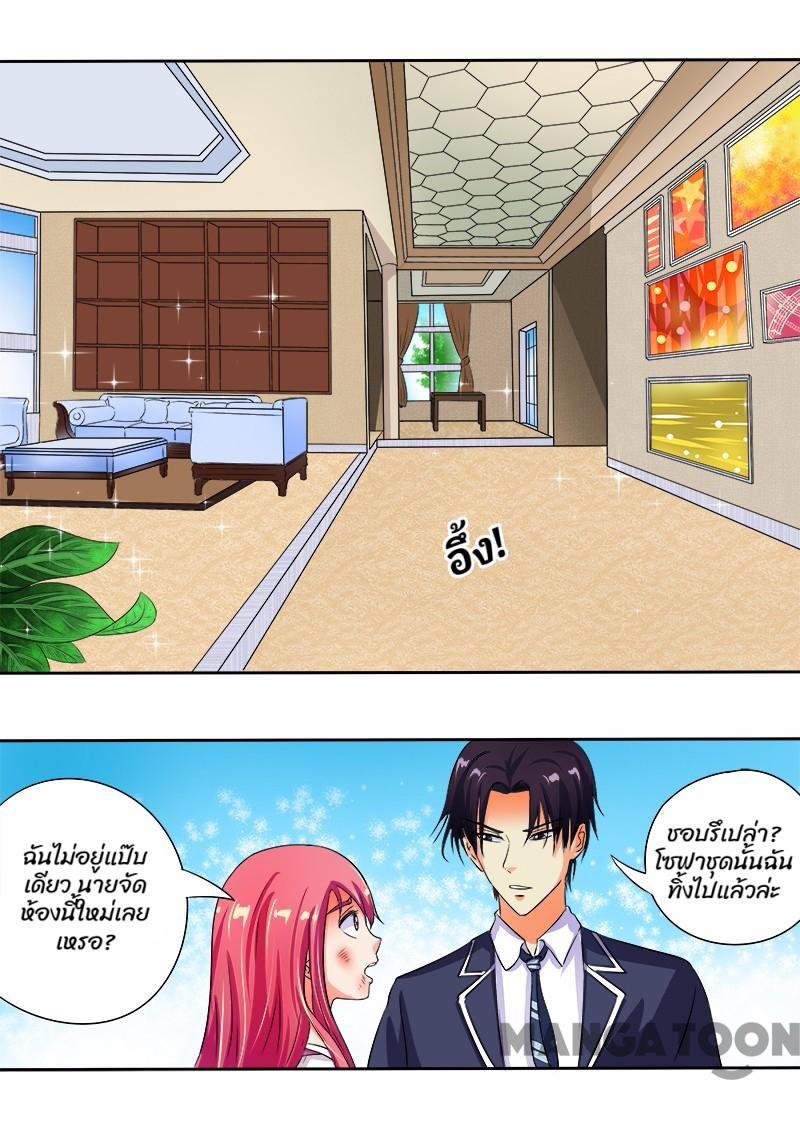 อึ้ง!
ฉันไม่อยู่แป๊บ
เดียว นายจัด
ห้องนี้ใหม่เลย
เหรอ?
ชอบรึเปล่า?
โซฟาชุดนั้นฉัน
ทิ้งไปแล้วล่ะ
MANGATOON